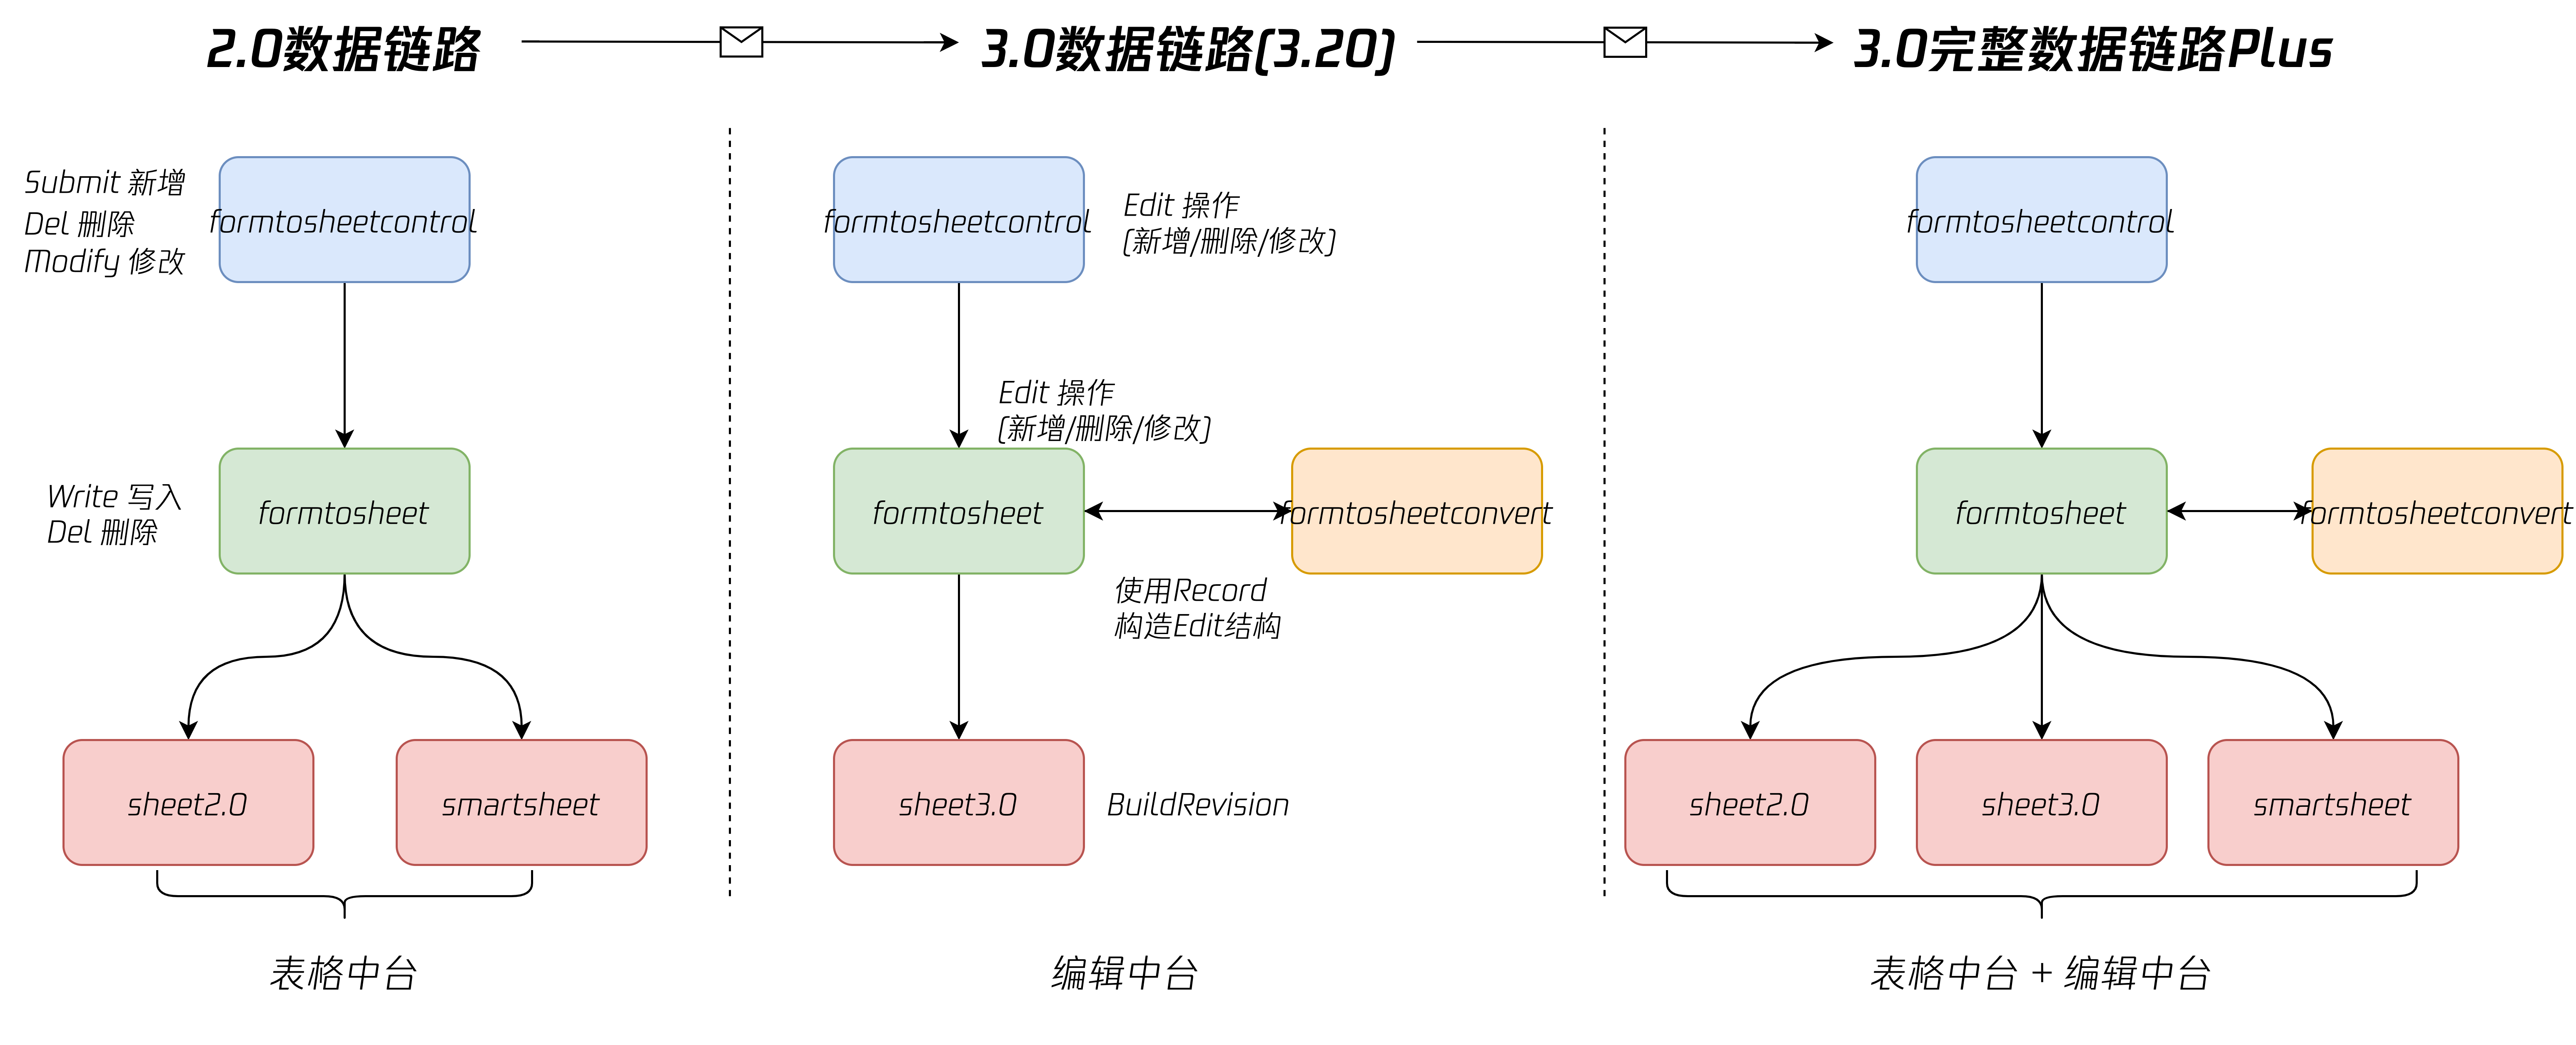 2.0数据链路
3.0数据链路(3.20)
3.0完整数据链路Plus
Submit 新增
Del 删除
Modify 修改
formtosheetcontrol
Write 写入
Del 删除
formtosheet
sheet2.0
smartsheet
表格中台
formtosheetcontrol
Edit 操作
(新增/删除/修改)
Edit 操作
(新增/删除/修改)
formtosheet
formtosheetconvert
使用Record
构造Edit结构
sheet3.0
BuildRevision
编辑中台
formtosheetcontrol
formtosheet
formtosheetconvert
sheet2.0
sheet3.0
smartsheet
表格中台 + 编辑中台